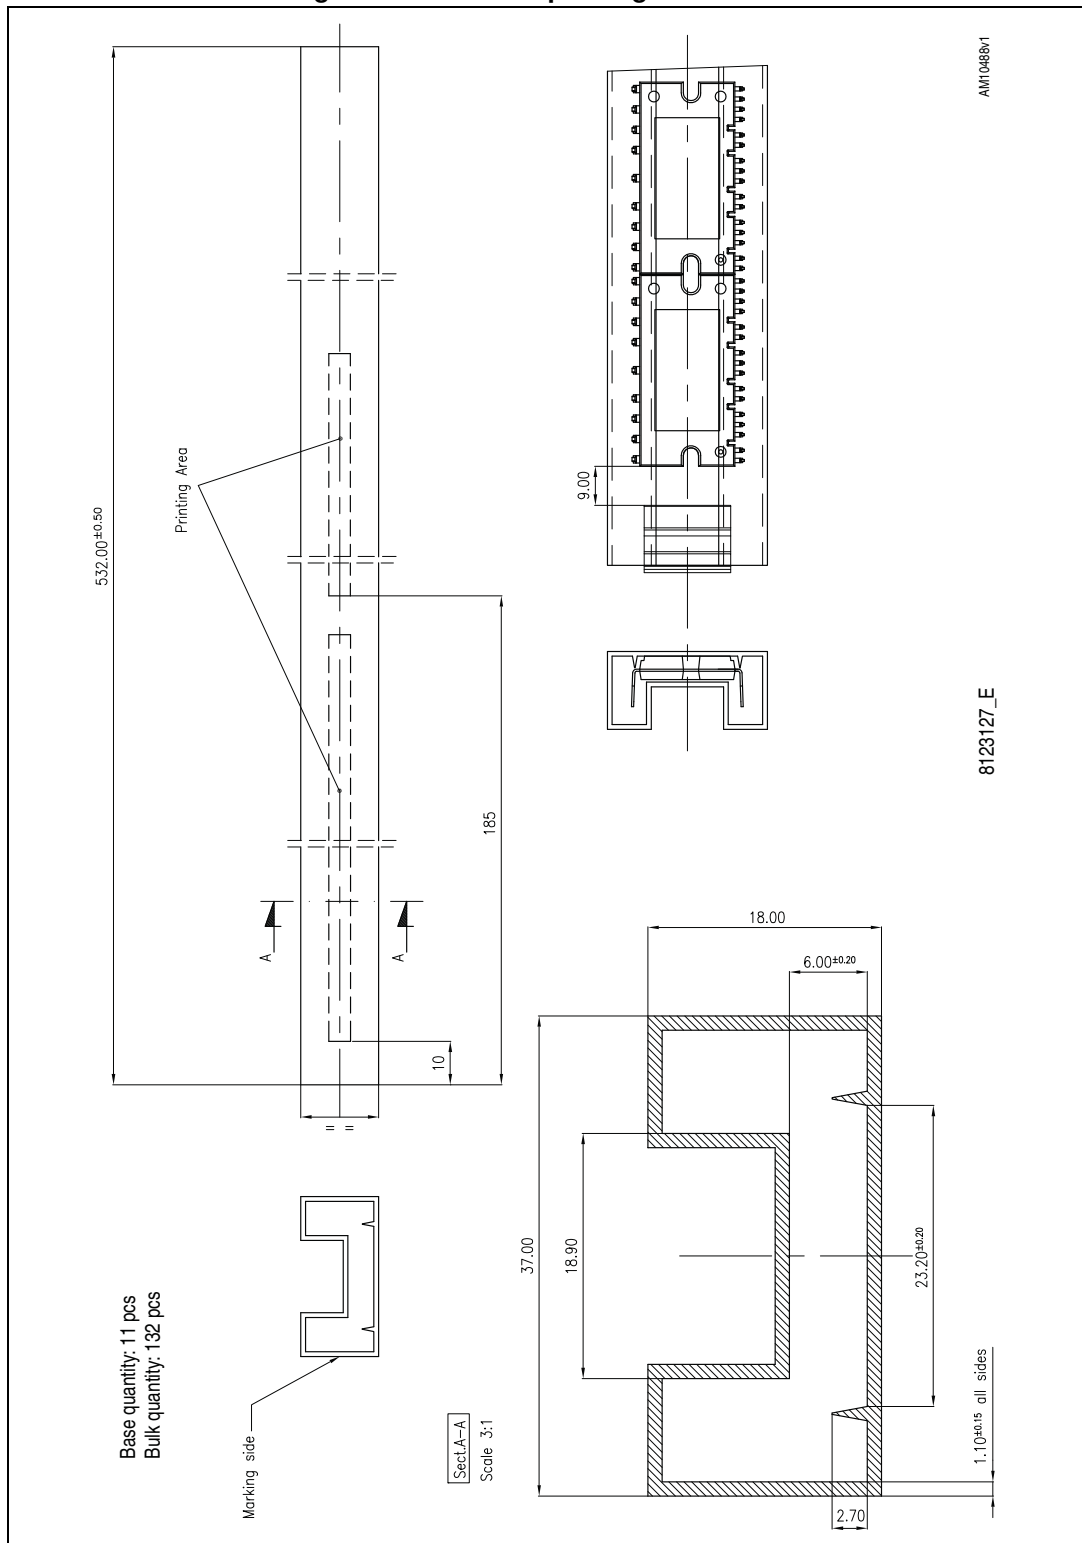 AM10488v1
532.00±0.50
Printing Area
9.00
185
8123127_E
A
A
10
= =
18.00
6.00±0.20
37.00
18.90
23.20±0.20
Base quantity: 11 pcs
Bulk quantity: 132 pcs
Marking side
Sect.A-A
Scale 3:1
1.10±0.15 all sides
2.70